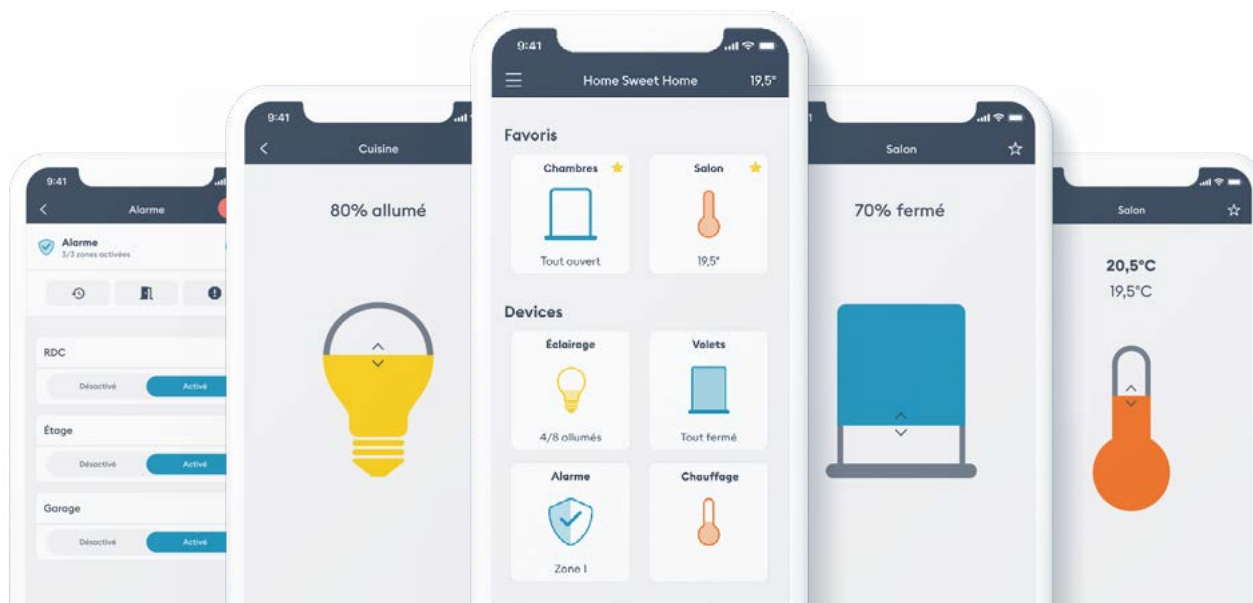 9:41
Alarme
Alarme
3/3 zones activées
RDC
Désactivé
Activé
Étage
Désactivé
Activé
Garage
Désactivé
Activé
9:41
Cuisine
80% allumé
9:41
Home Sweet Home
19,5°
Favoris
Chambres
Salon
Tout ouvert
19,5°
Devices
Éclairage
Volets
4/8 allumés
Tout fermé
Alarme
Chauffage
Zone 1
Salon
70% fermé
Salon
20,5°C
19,5°C